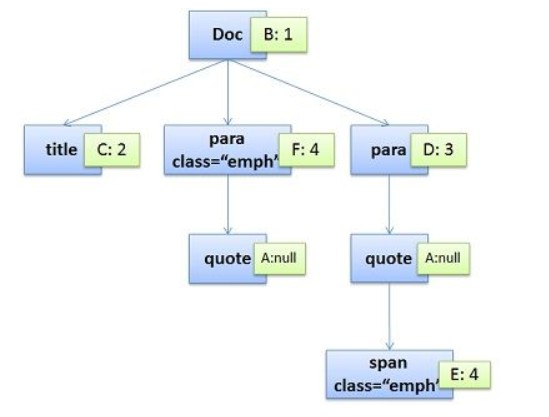 Doc B: 1
title C: 2
para
class=“emph” F: 4
para D: 3
quote A:null
quote A:null
span
class=“emph” E: 4